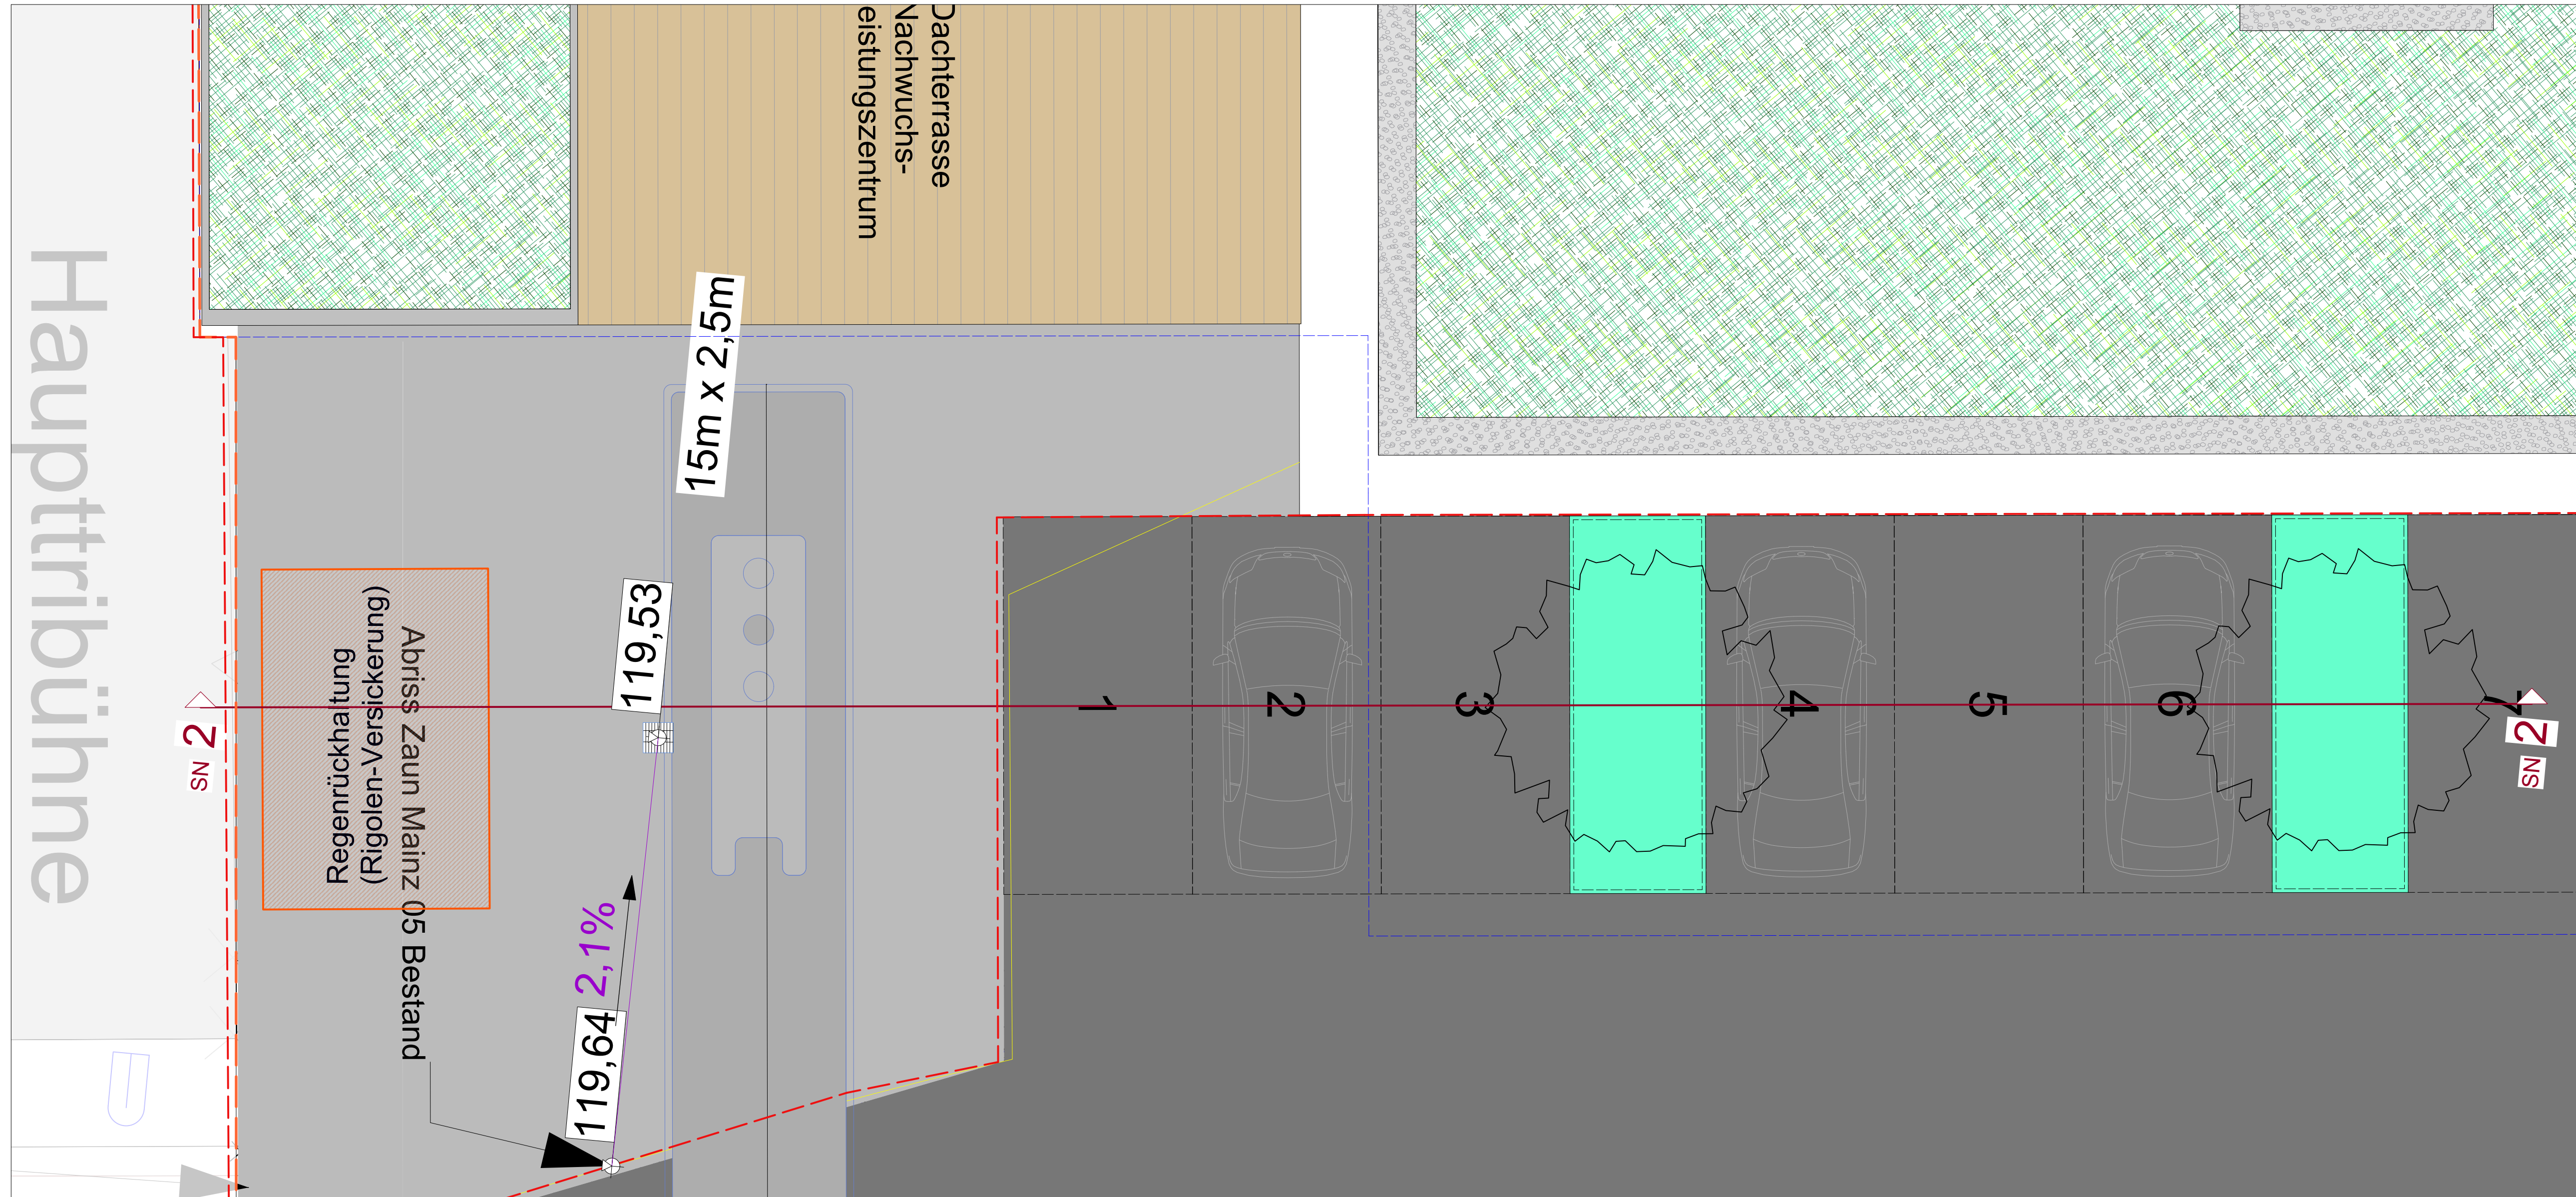 Dachterrasse
Nachwuchs-
eistungszentrum
Haupttribühne
15m x 2,5m
119,53
Regenrückhaltung
(Rigolen-Versickerung)
Abriss Zaun Mainz 05 Bestand
2,1%
119,64
1
2
3
4
5
6
7
2
SN
2
SN